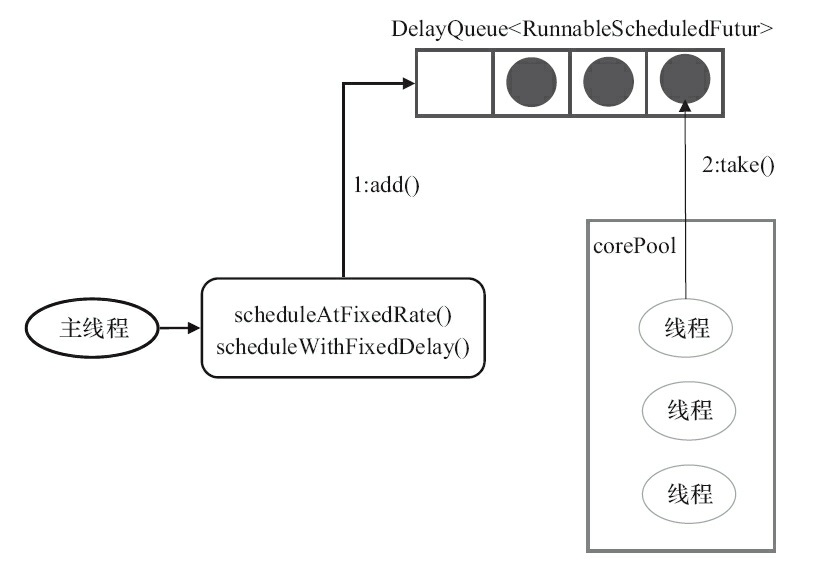 DelayQueue<RunnableScheduledFutur>
1:add()
2:take()
corePool
主线程
scheduleAtFixedRate()
scheduleWithFixedDelay()
线程
线程
线程